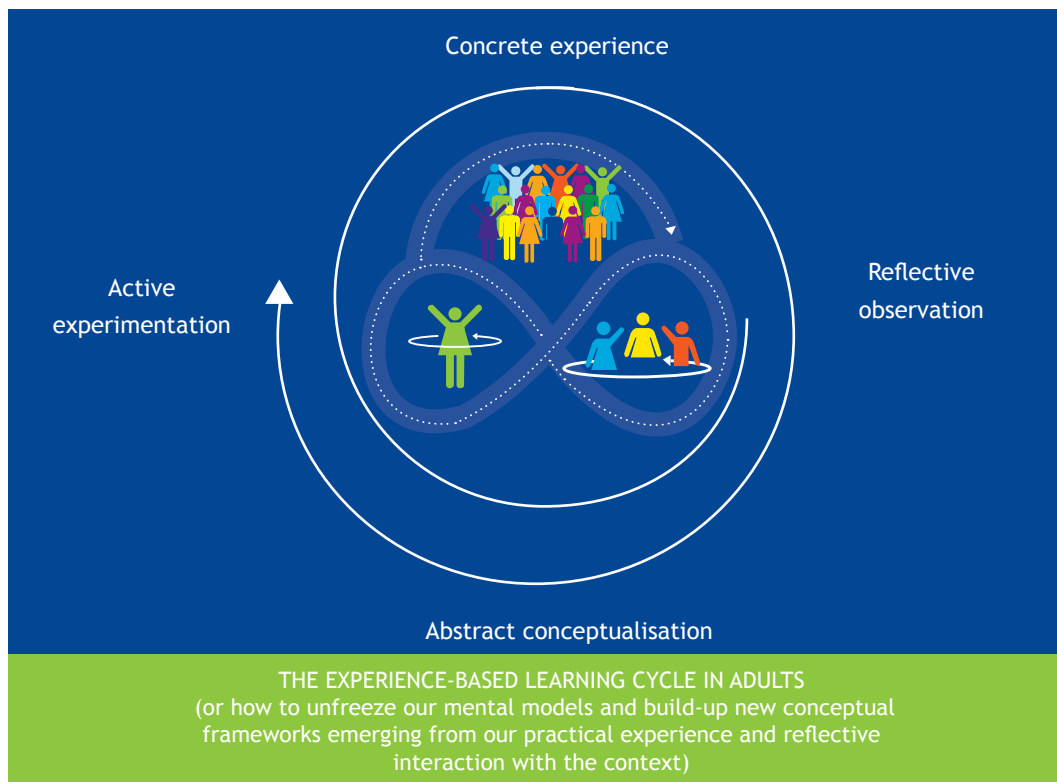 Concrete experience
Reflective
observation
Active
experimentation
Abstract conceptualisation
THE EXPERIENCE-BASED LEARNING CYCLE IN ADULTS
(or how to unfreeze our mental models and build-up new conceptual
frameworks emerging from our practical experience and reflective
interaction with the context)